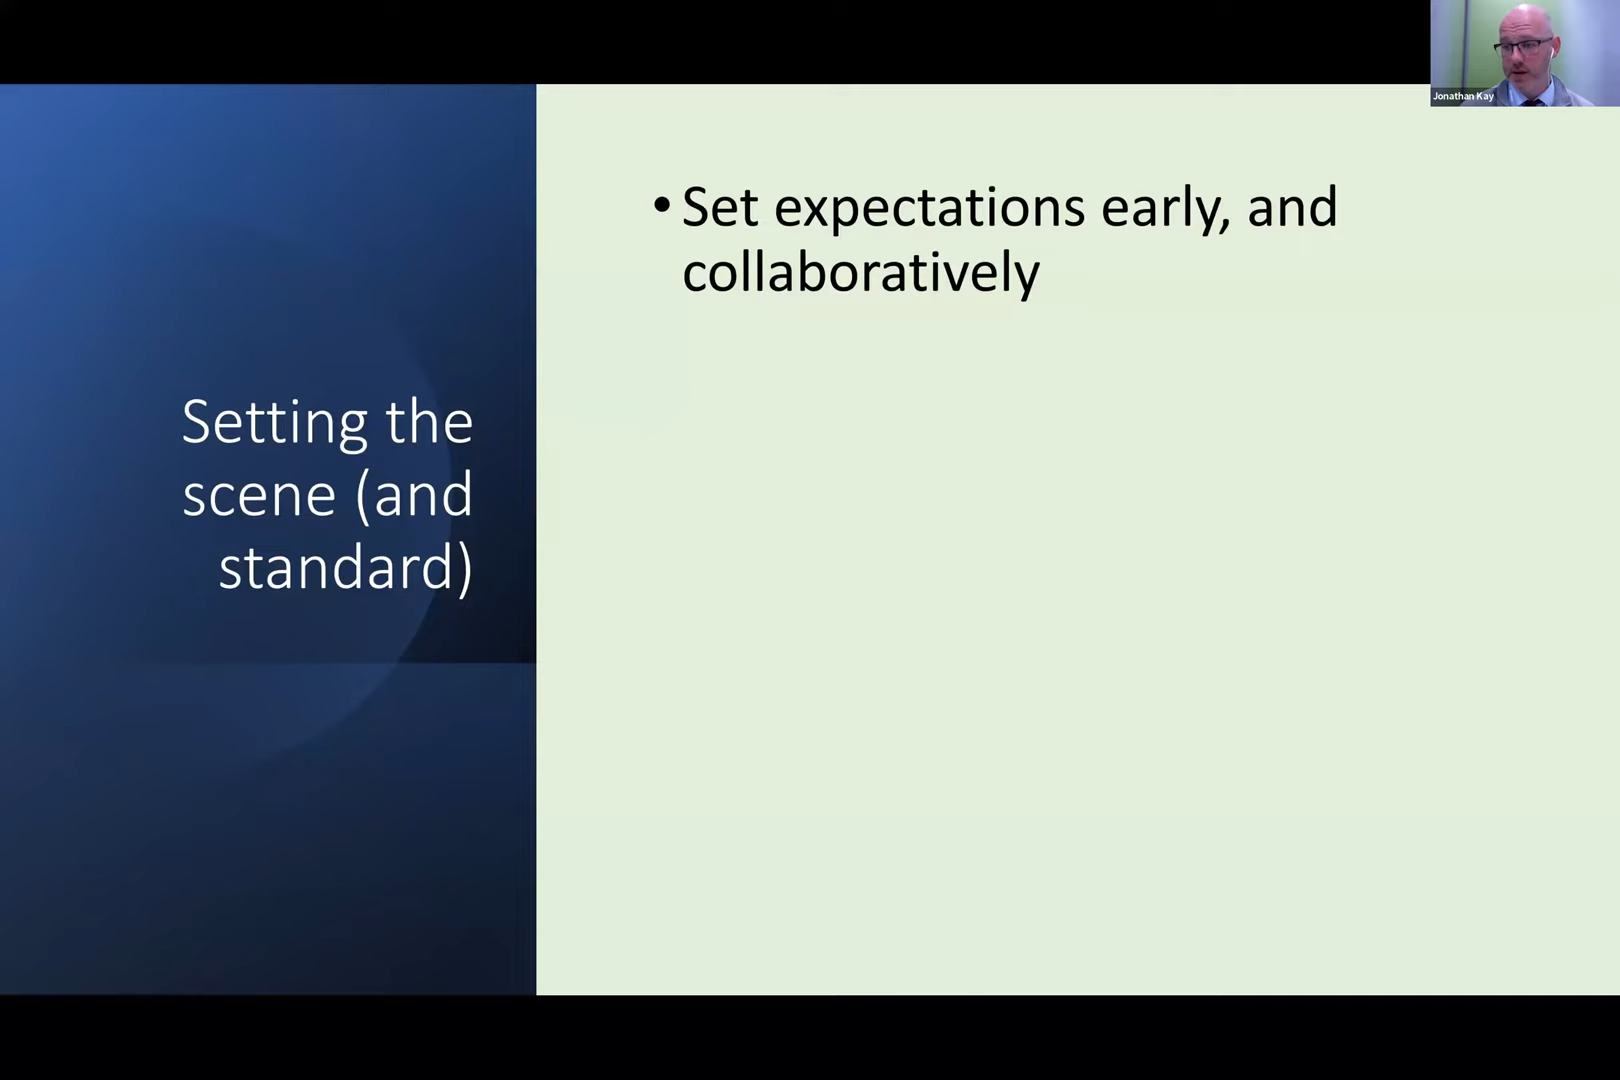 Setting the
scene (and
standard)
• Set expectations early, and
collaboratively
Jonathan Kay